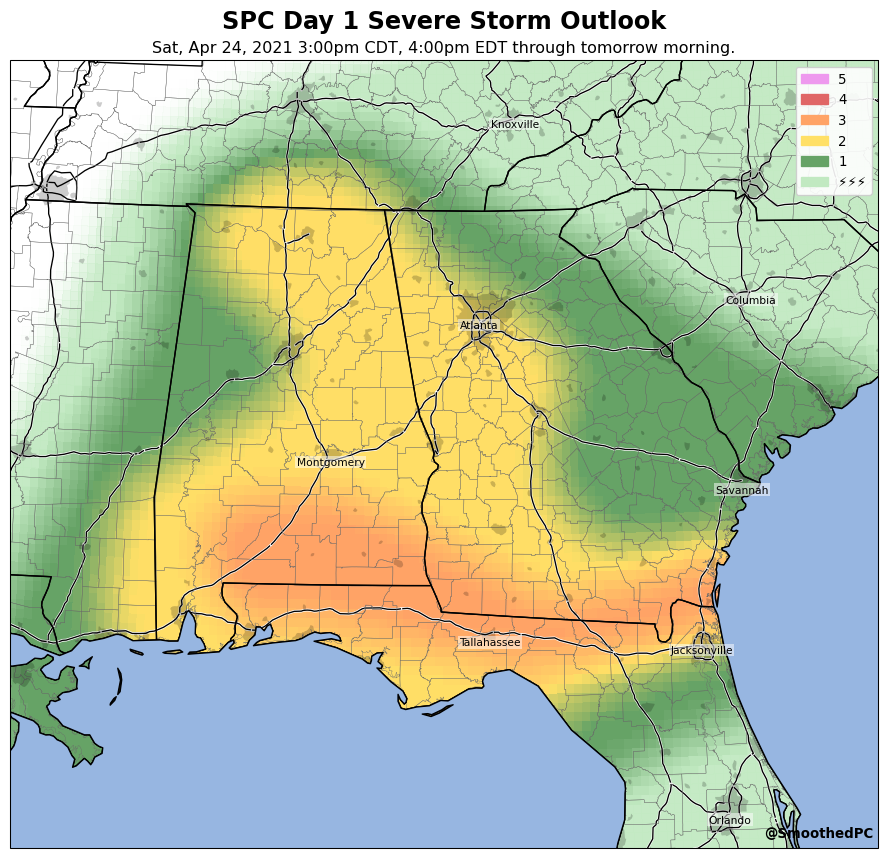 SPC Day 1 Severe Storm Outlook
Sat, Apr 24, 2021 3:00pm CDT, 4:00pm EDT through tomorrow morning.
5
4
3
2
1
⚡⚡⚡
Knoxville
Columbia
Atlanta
Montgomery
Savannah
Tallahassee
Jacksonville
Orlando
@SmoothedPC